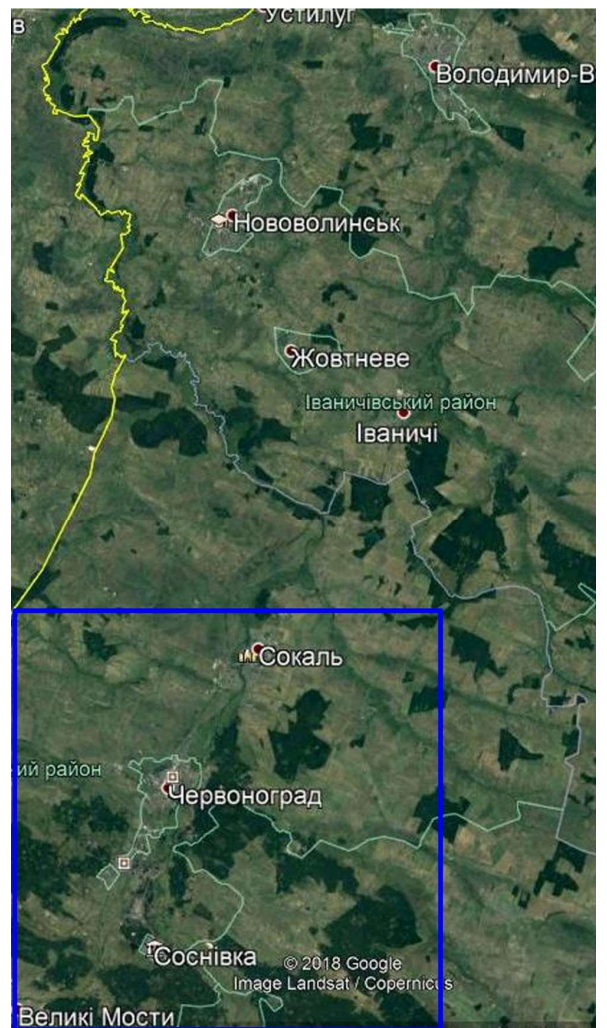 Устилуг
в
Володимир-В
Нововолинськ
Жовтневе
Іваничівський район
Іваничі
Сокаль
ий район
Червоноград
Соснівка
© 2018 Google
Image Landsat / Copernicus
Великі Мости